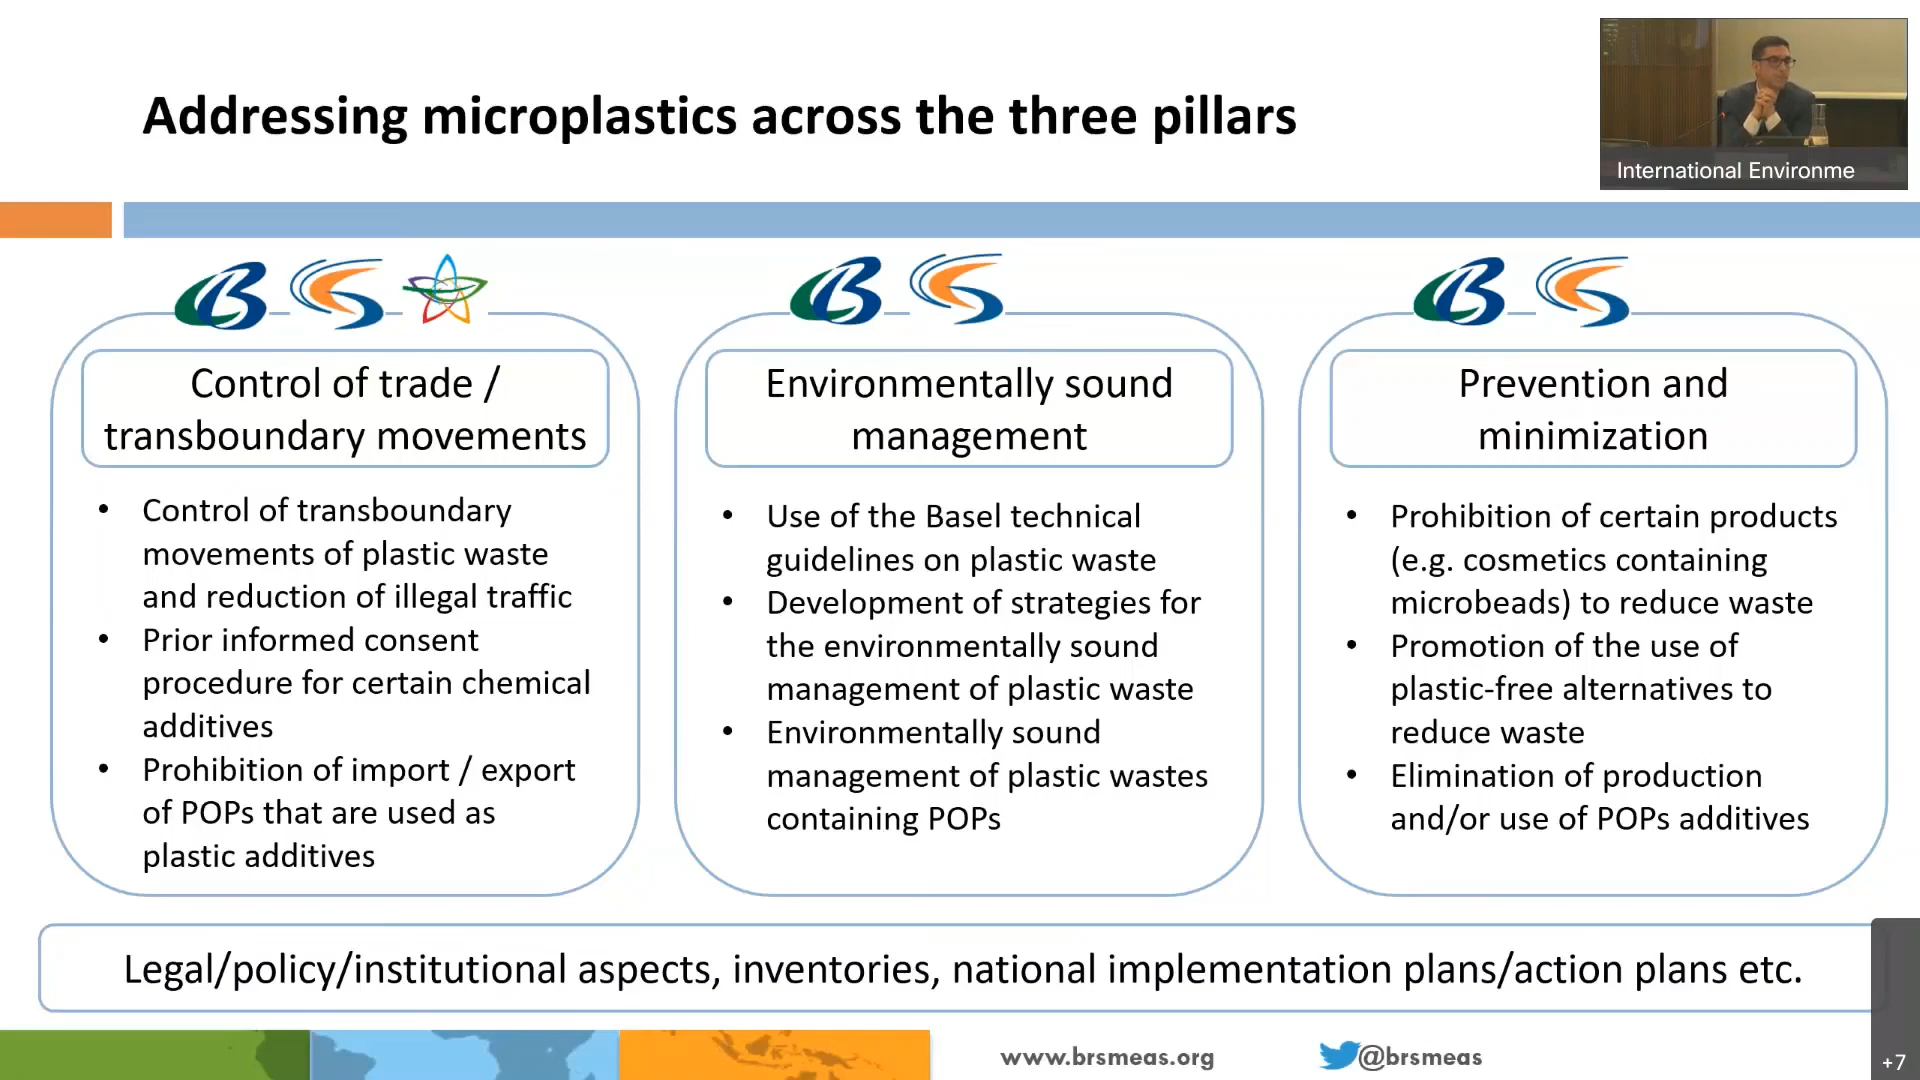 Addressing microplastics across the three pillars
International Environme
Control of trade /
transboundary movements
• Control of transboundary
movements of plastic waste
and reduction of illegal traffic
• Prior informed consent
procedure for certain chemical
additives
• Prohibition of import / export
of POPs that are used as
plastic additives
Environmentally sound
management
• Use of the Basel technical
guidelines on plastic waste
• Development of strategies for
the environmentally sound
management of plastic waste
• Environmentally sound
management of plastic wastes
containing POPs
Prevention and
minimization
• Prohibition of certain products
(e.g. cosmetics containing
microbeads) to reduce waste
• Promotion of the use of
plastic-free alternatives to
reduce waste
• Elimination of production
and/or use of POPs additives
Legal/policy/institutional aspects, inventories, national implementation plans/action plans etc.
www.brsmeas.org
@brsmeas
+7